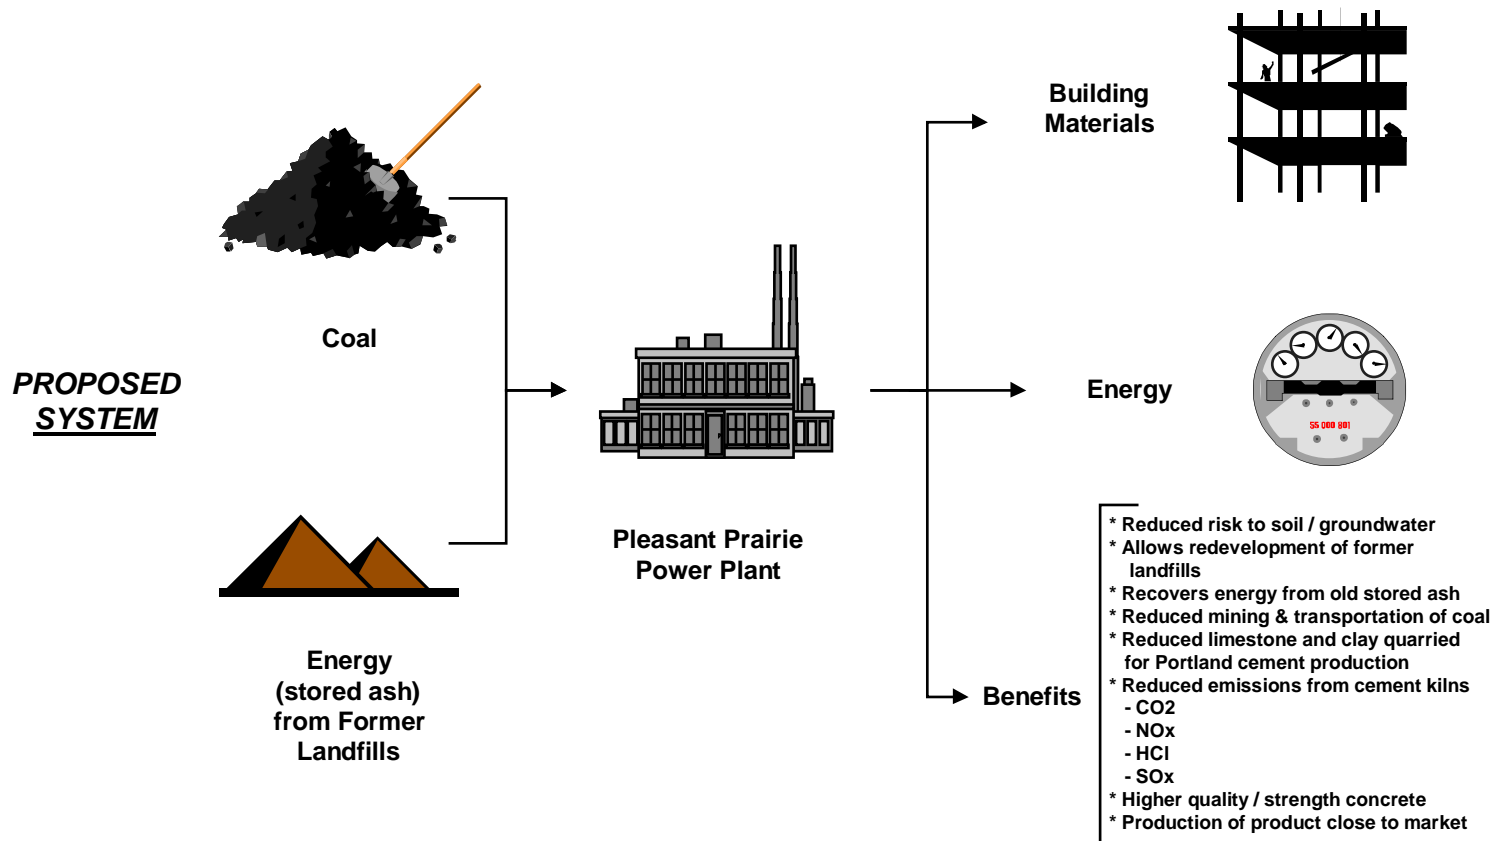 PROPOSED
SYSTEM
Coal
Energy
(stored ash)
from Former
Landfills
Pleasant Prairie
Power Plant
Building
Materials
Energy
Benefits
* Reduced risk to soil / groundwater
* Allows redevelopment of former
landfills
* Recovers energy from old stored ash
* Reduced mining & transportation of coal
* Reduced limestone and clay quarried
for Portland cement production
* Reduced emissions from cement kilns
- CO2
- NOx
- HCl
- SOx
* Higher quality / strength concrete
* Production of product close to market